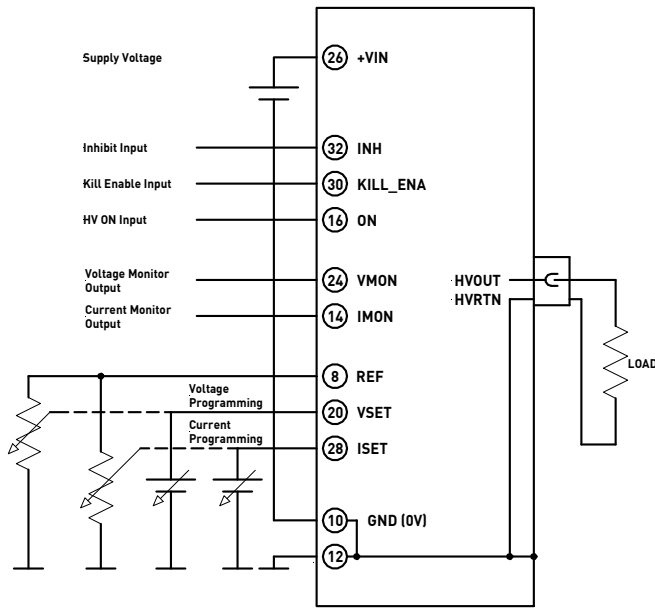 Supply Voltage
26 +VIN
Inhibit Input
32 INH
Kill Enable Input
30 KILL_ENA
HV ON Input
16 ON
Voltage Monitor
Output
24 VMON
Current Monitor
Output
14 IMON
HVOUT
HVRTN
LOAD
8 REF
Voltage
Programming
20 VSET
Current
Programming
28 ISET
10 GND (0V)
12